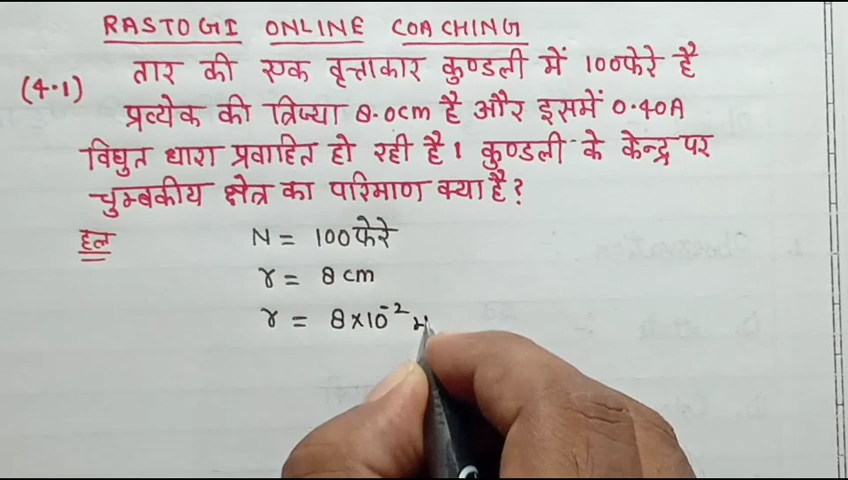 RASTOGI ONLINE COACHING
(4.1) तार की एक वृत्ताकार कुण्डली में 100 फेरे है
प्रत्येक की त्रिज्या 8.0cm है और इसमें 0.40A
विधुत धारा प्रवाहित हो रही है। कुण्डली के केन्द्र पर
चुम्बकीय क्षेत्र का परिमाण क्या है?
हल N = 100 फेरे
r = 8 cm
r = 8×10⁻²